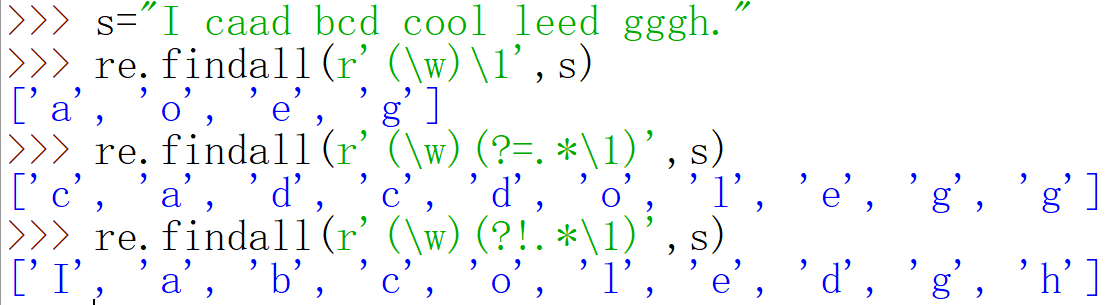 >>> s="I caad bcd cool leed gggh."
>>> re.findall(r'(\w)\1',s)
['a', 'o', 'e', 'g']
>>> re.findall(r'(\w)(?=.*\1)',s)
['c', 'a', 'd', 'c', 'd', 'o', 'l', 'e', 'g', 'g']
>>> re.findall(r'(\w)(?!.*\1)',s)
['I', 'a', 'b', 'c', 'o', 'l', 'e', 'd', 'g', 'h']